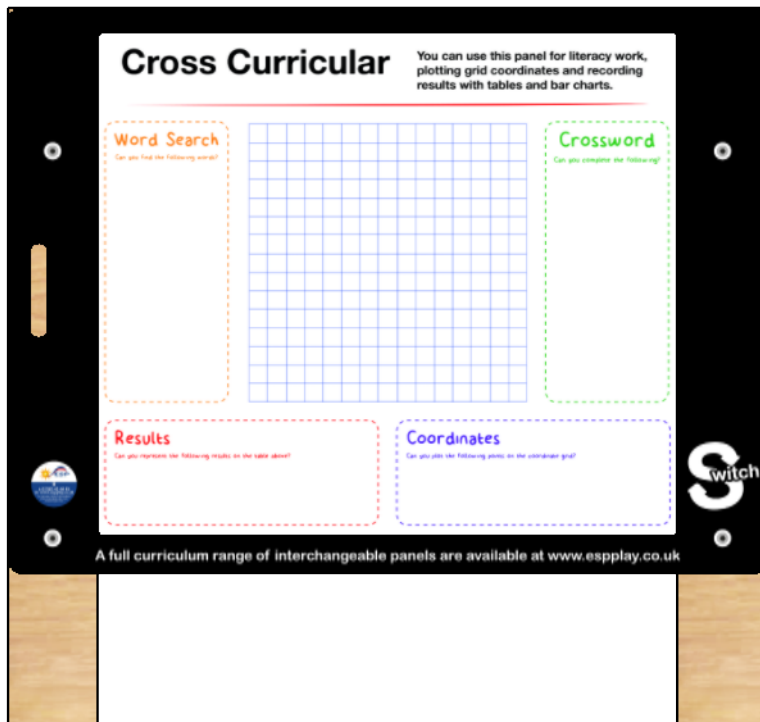 Cross Curricular
You can use this panel for literacy work,
plotting grid coordinates and recording
results with tables and bar charts.
Word Search
Can you find the following words?
Crossword
Can you complete the following?
Results
Can you represent the following results on the table above?
Coordinates
Can you plot the following points on the coordinate grid?
ESP
Switch
A full curriculum range of interchangeable panels are available at www.espplay.co.uk